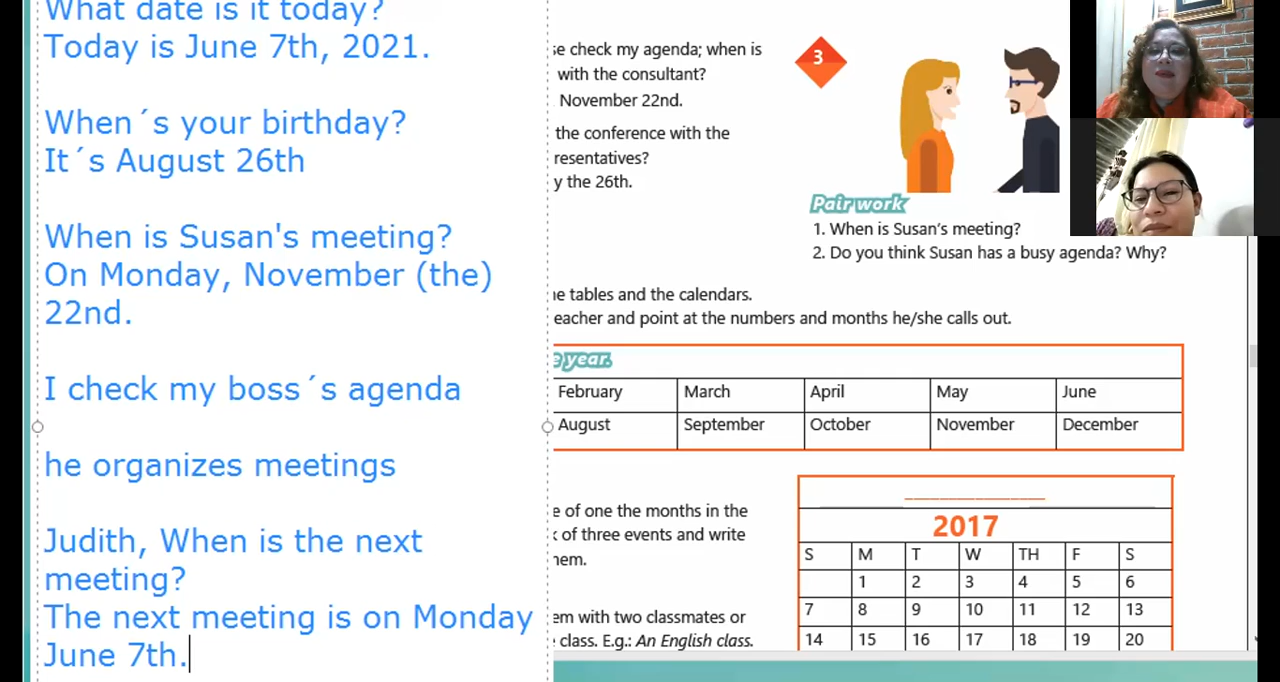 What date is it today?
Today is June 7th, 2021.
When´s your birthday?
It´s August 26th
When is Susan's meeting?
On Monday, November (the)
22nd.
I check my boss´s agenda
he organizes meetings
Judith, When is the next
meeting?
The next meeting is on Monday
June 7th.
check my agenda; when is
with the consultant?
November 22nd.
the conference with the
y the 26th.
3
Pair work
1. When is Susan's meeting?
2. Do you think Susan has a busy agenda? Why?
tables and the calendars.
and point at the numbers and months he/she calls out.
year.
February March April May June
August September October November December
of one the months in the
of three events and write
with two classmates or
class. E.g.: An English class.
2017
S M T W TH F S
1 2 3 4 5 6
7 8 9 10 11 12 13
14 15 16 17 18 19 20